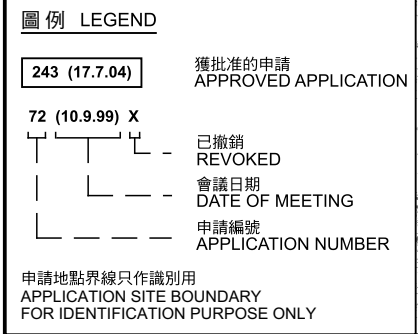 圖例 LEGEND
243 (17.7.04)
獲批准的申請
APPROVED APPLICATION
72 (10.9.99) X
已撤銷
REVOKED
會議日期
DATE OF MEETING
申請編號
APPLICATION NUMBER
申請地點界線只作識別用
APPLICATION SITE BOUNDARY
FOR IDENTIFICATION PURPOSE ONLY